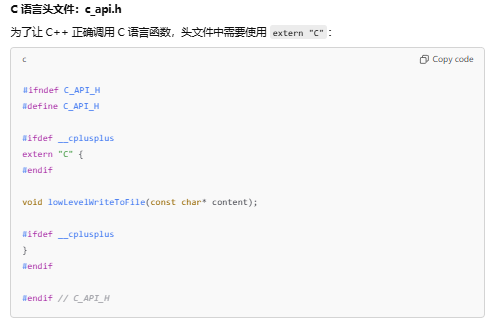 C 语言头文件：c_api.h
为了让 C++ 正确调用 C 语言函数，头文件中需要使用 extern "C"：
c
Copy code
#ifndef C_API_H
#define C_API_H
#ifdef __cplusplus
extern "C" {
#endif
void lowLevelWriteToFile(const char* content);
#ifdef __cplusplus
}
#endif
#endif // C_API_H